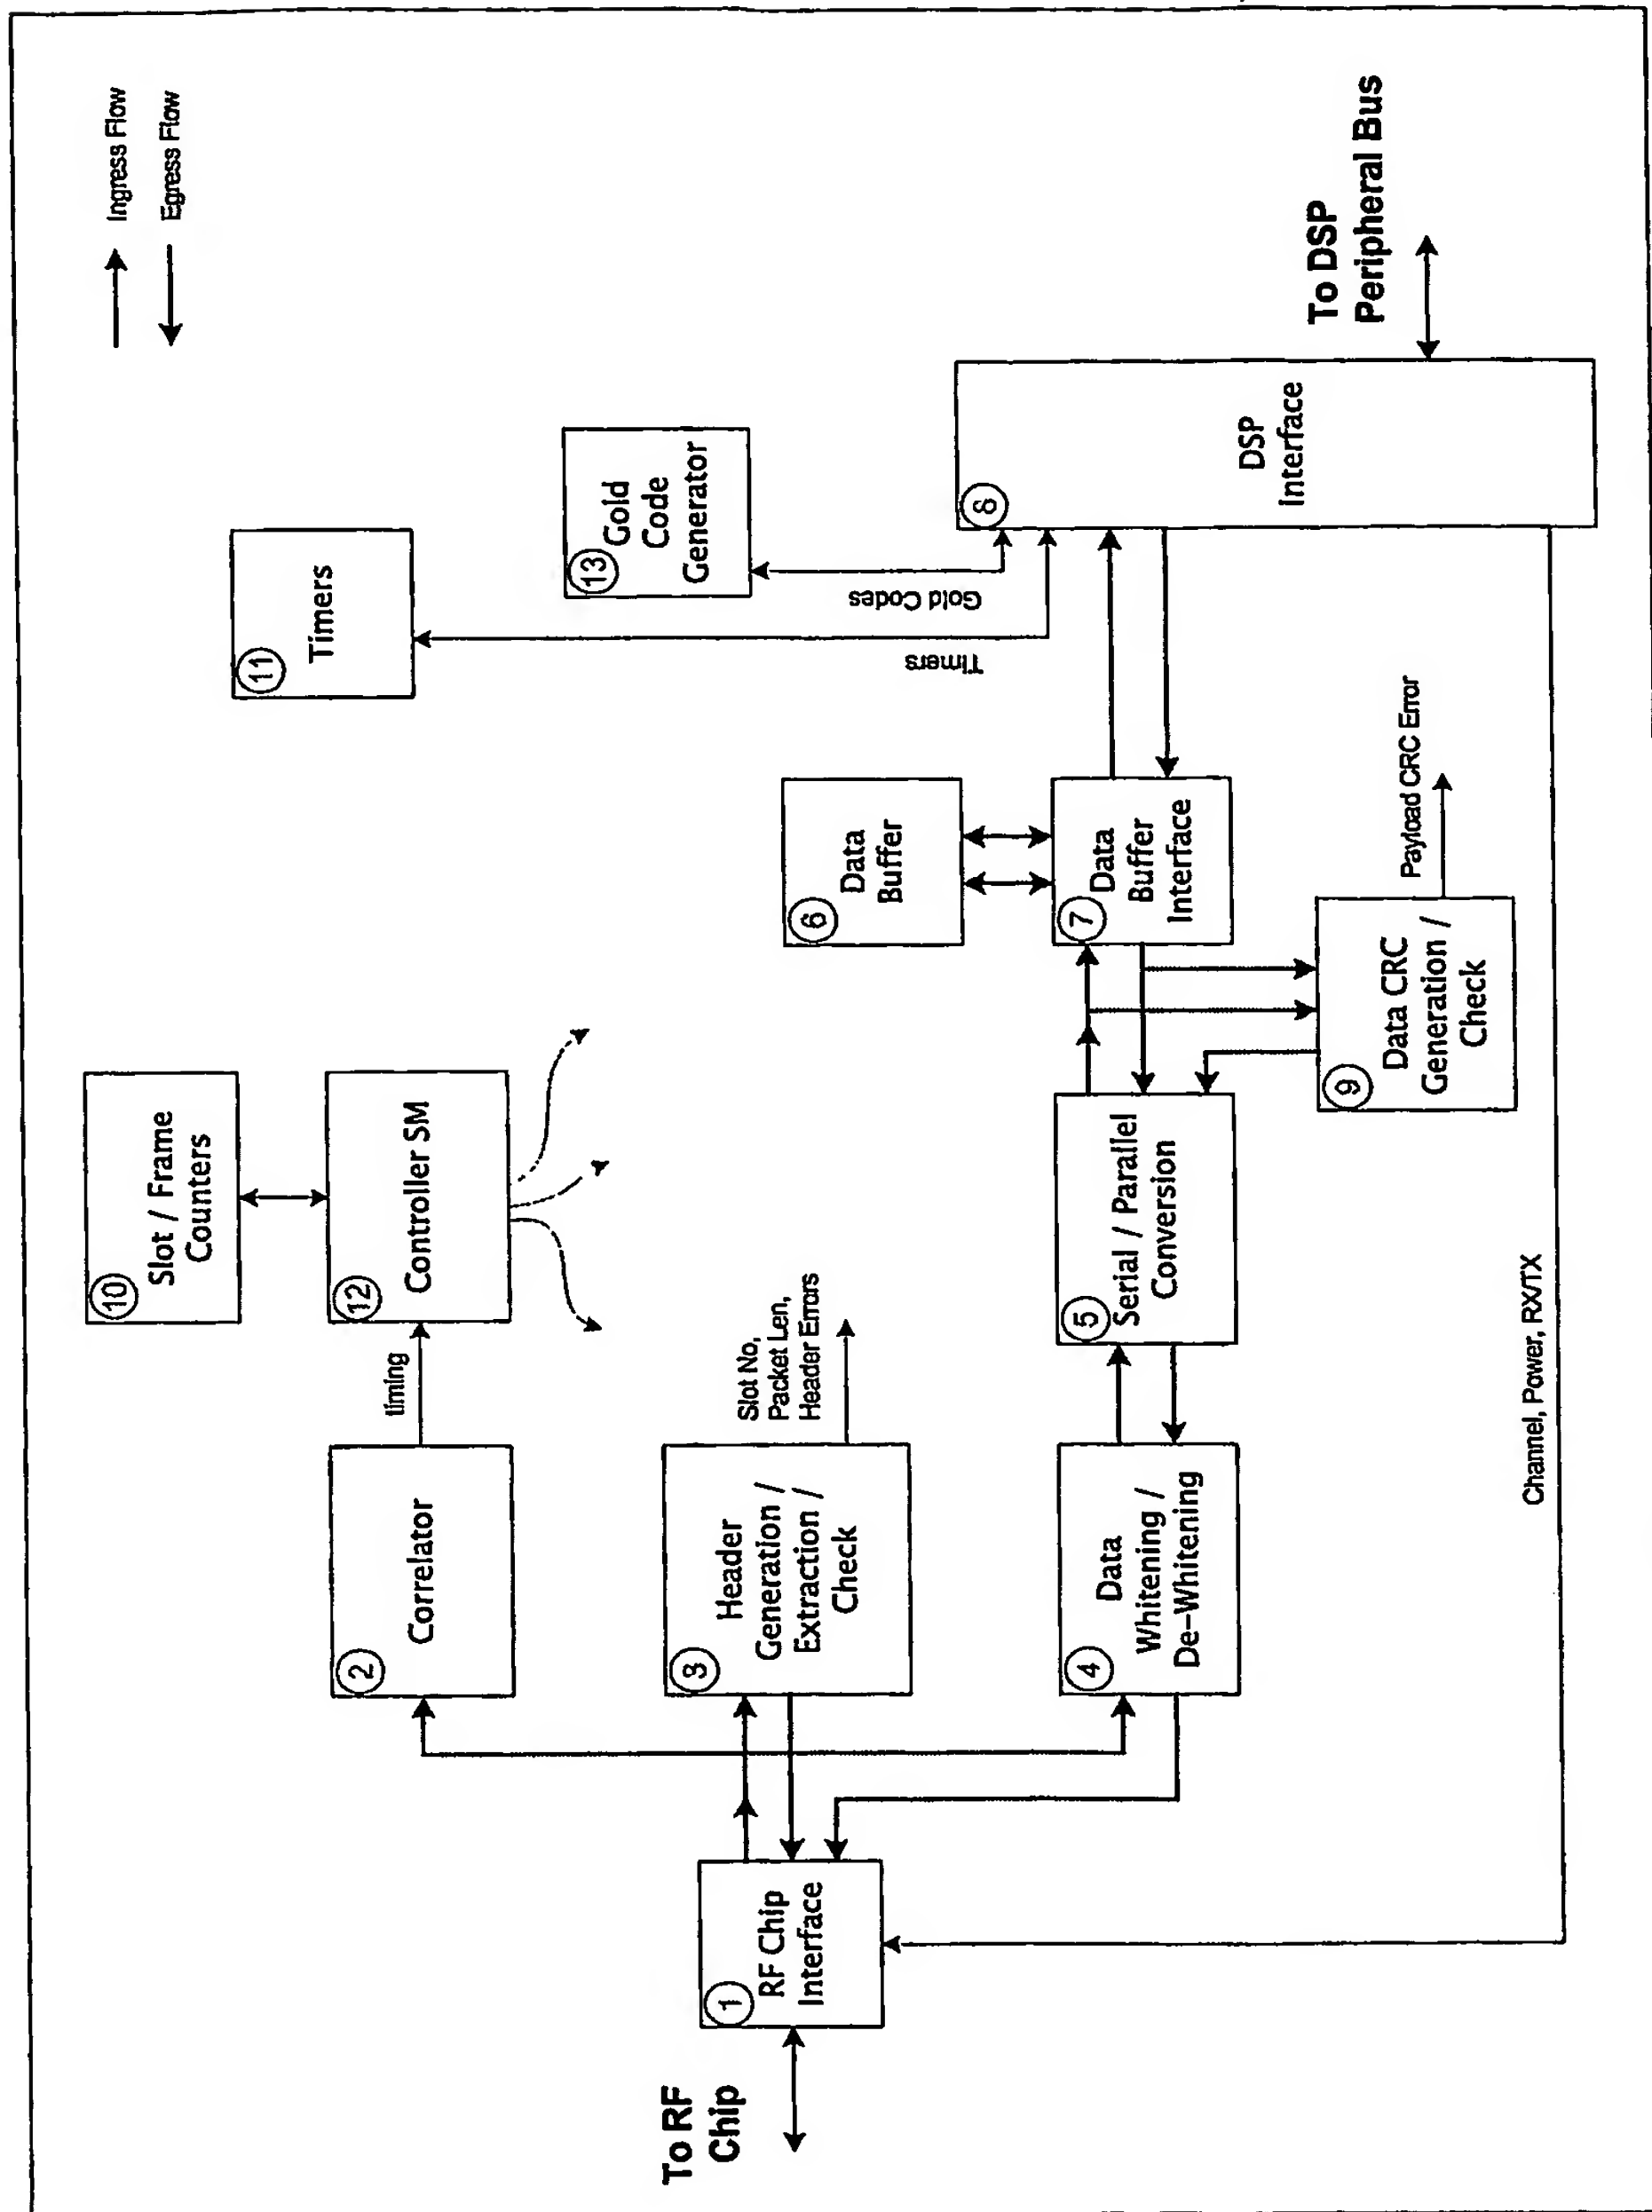 Ingress Flow
Egress Flow
10
Slot / Frame
Counters
11
Timers
2
Correlator
timing
12
Controller SM
13
Gold
Code
Generator
3
Header
Generation /
Extraction /
Check
Slot No,
Packet Len,
Header Errors
6
Data
Buffer
Timers
Gold Codes
To RF
Chip
1
RF Chip
Interface
4
Data
Whitening /
De-Whitening
5
Serial / Parallel
Conversion
7
Data
Buffer
Interface
8
DSP
Interface
To DSP
Peripheral Bus
9
Data CRC
Generation /
Check
Payload CRC Error
Channel, Power, RX/TX